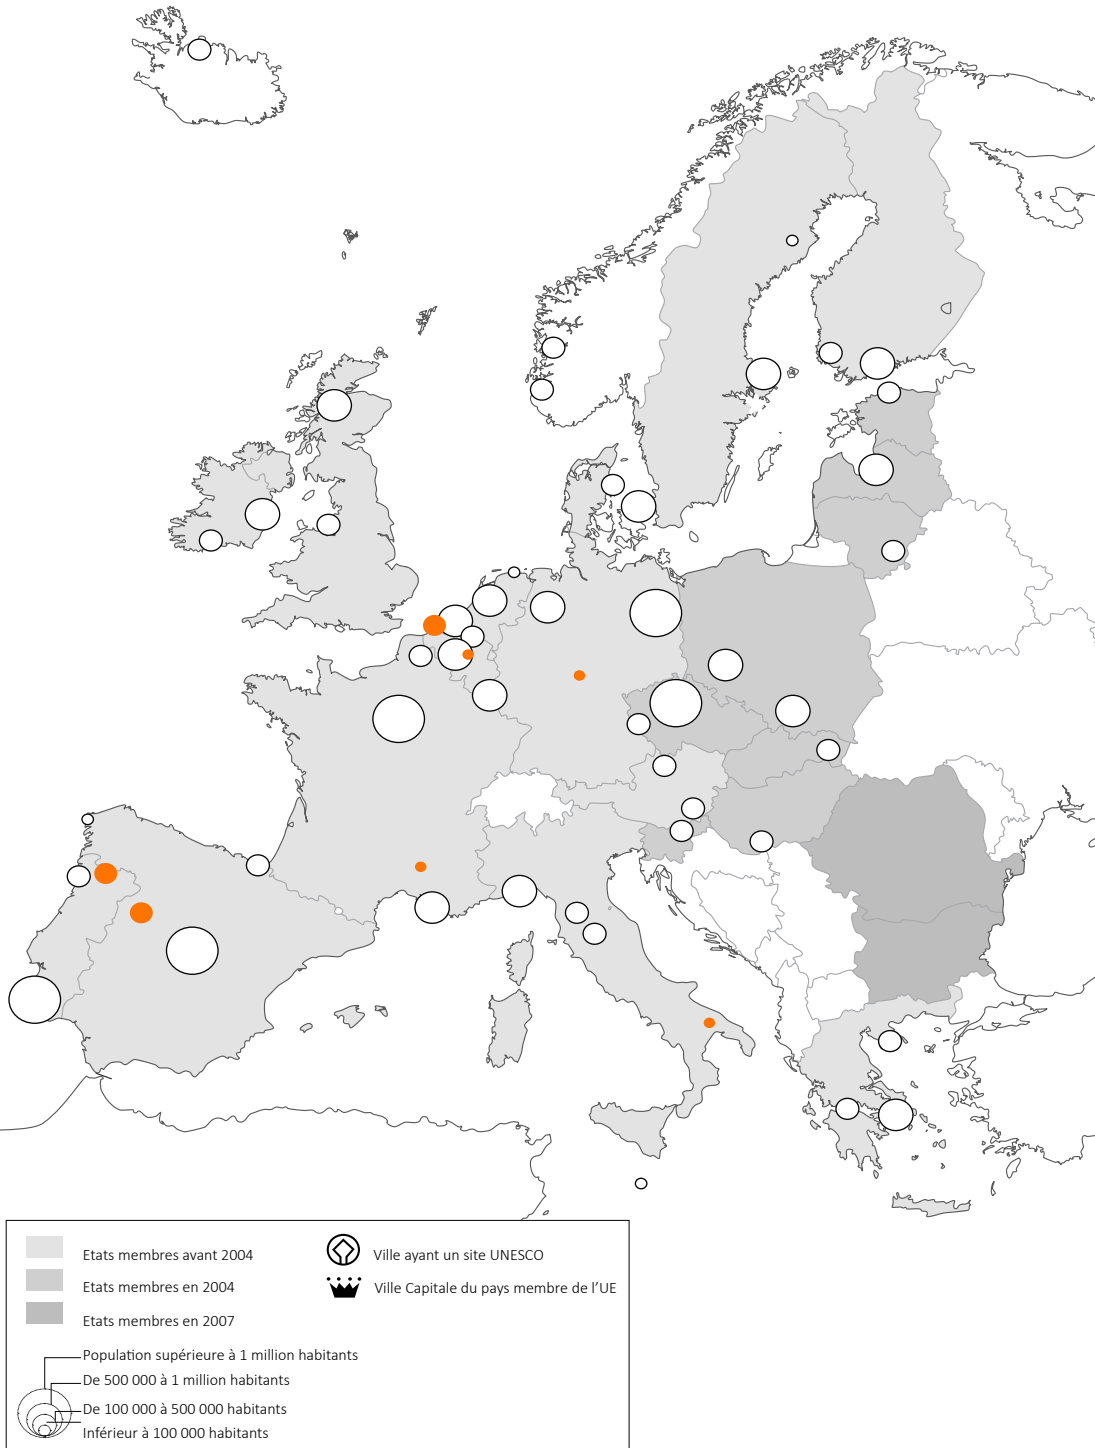 Etats membres avant 2004
Etats membres en 2004
Etats membres en 2007
Ville ayant un site UNESCO
Ville Capitale du pays membre de l'UE
Population supérieure à 1 million habitants
De 500 000 à 1 million habitants
De 100 000 à 500 000 habitants
Inférieur à 100 000 habitants